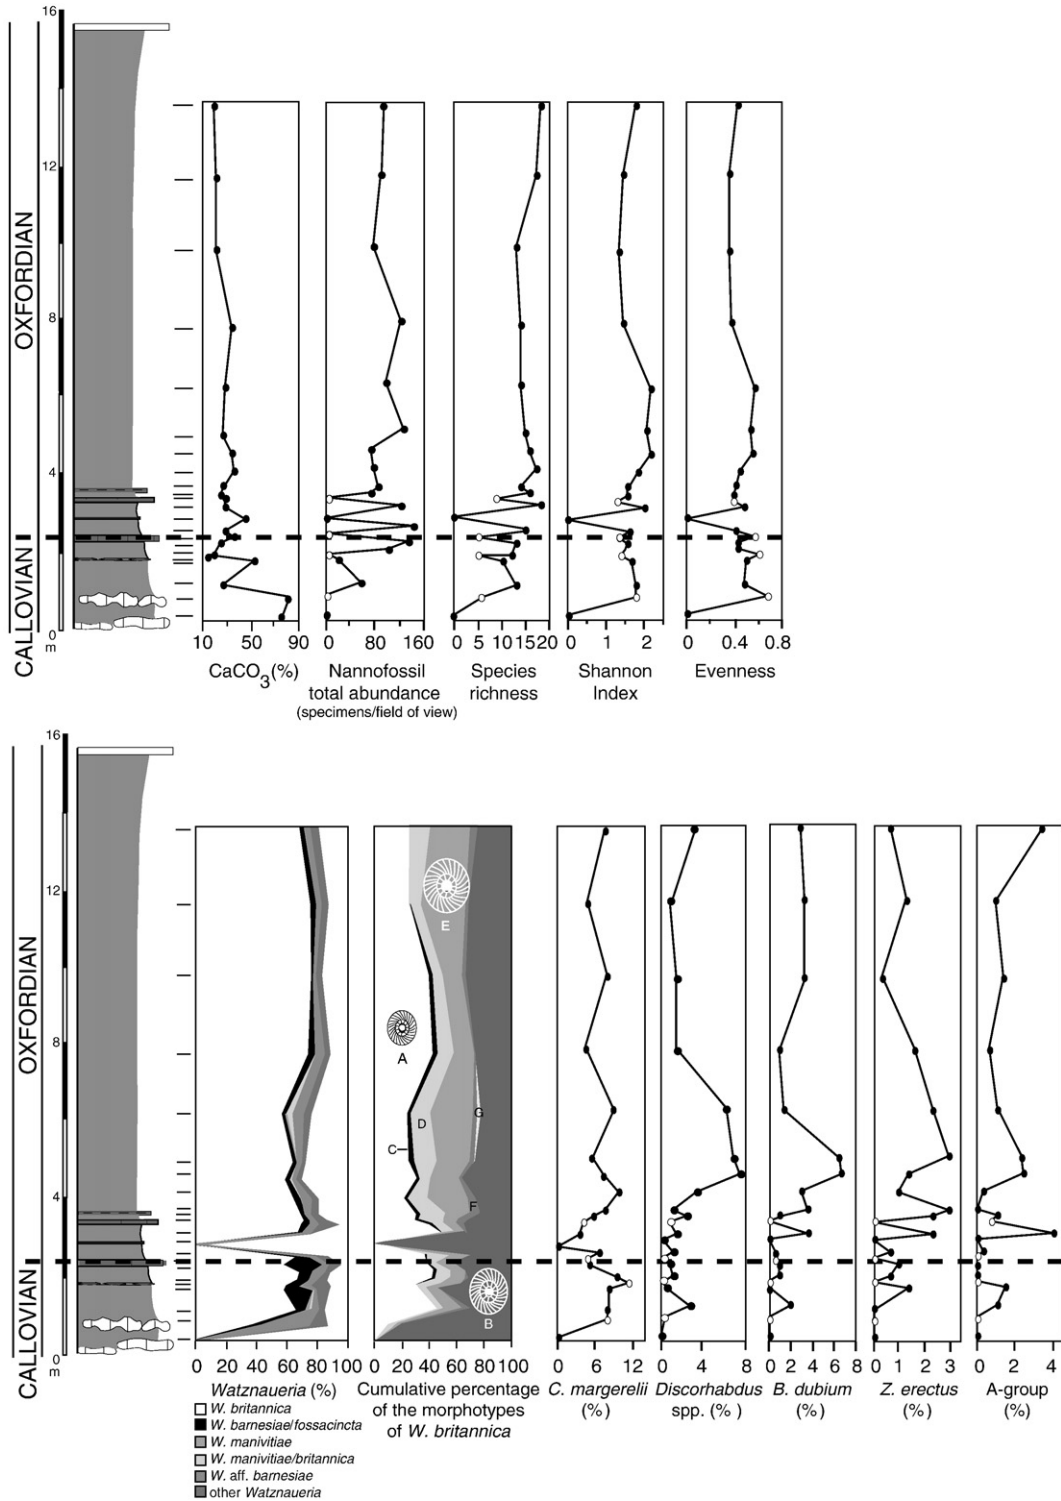 16
12
8
4
0
m
OXFORDIAN
CALLOVIAN
10 50 90
CaCO3(%)
0 80 160
Nannofossil
total abundance
(specimens/field of view)
0 5 10 15 20
Species
richness
0 1 2
Shannon
Index
0 0.4 0.8
Evenness
16
12
8
4
0
m
OXFORDIAN
CALLOVIAN
E
A
D
G
C
F
B
0 20 40 60 80 100
Watznaueria (%)
0 20 40 60 80 100
Cumulative percentage
of the morphotypes
of W. britannica
0 6 12
C. margerelii
(%)
0 4 8
Discorhabdus
spp. (%)
0 2 4 6 8
B. dubium
(%)
0 1 2 3
Z. erectus
(%)
0 2 4
A-group
(%)
W. britannica
W. barnesiae/fossacincta
W. manivitiae
W. manivitiae/britannica
W. aff. barnesiae
other Watznaueria